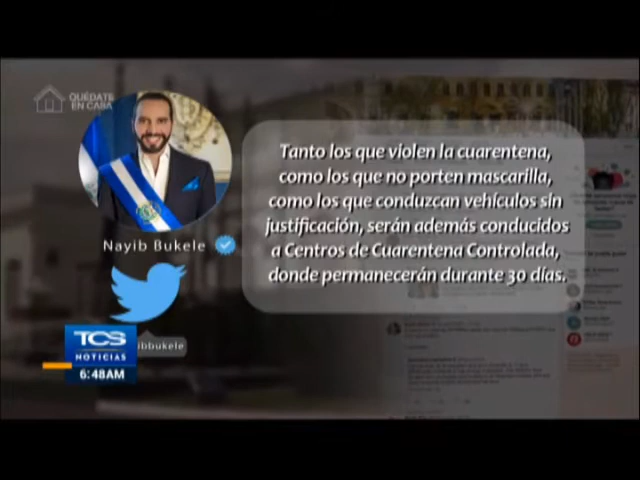 QUÉDATE
EN CASA
Tanto los que violen la cuarentena,
como los que no porten mascarilla,
como los que conduzcan vehículos sin
justificación, serán además conducidos
a Centros de Cuarentena Controlada,
donde permanecerán durante 30 días.
Nayib Bukele
ibbukele
TCS
NOTICIAS
6:48AM